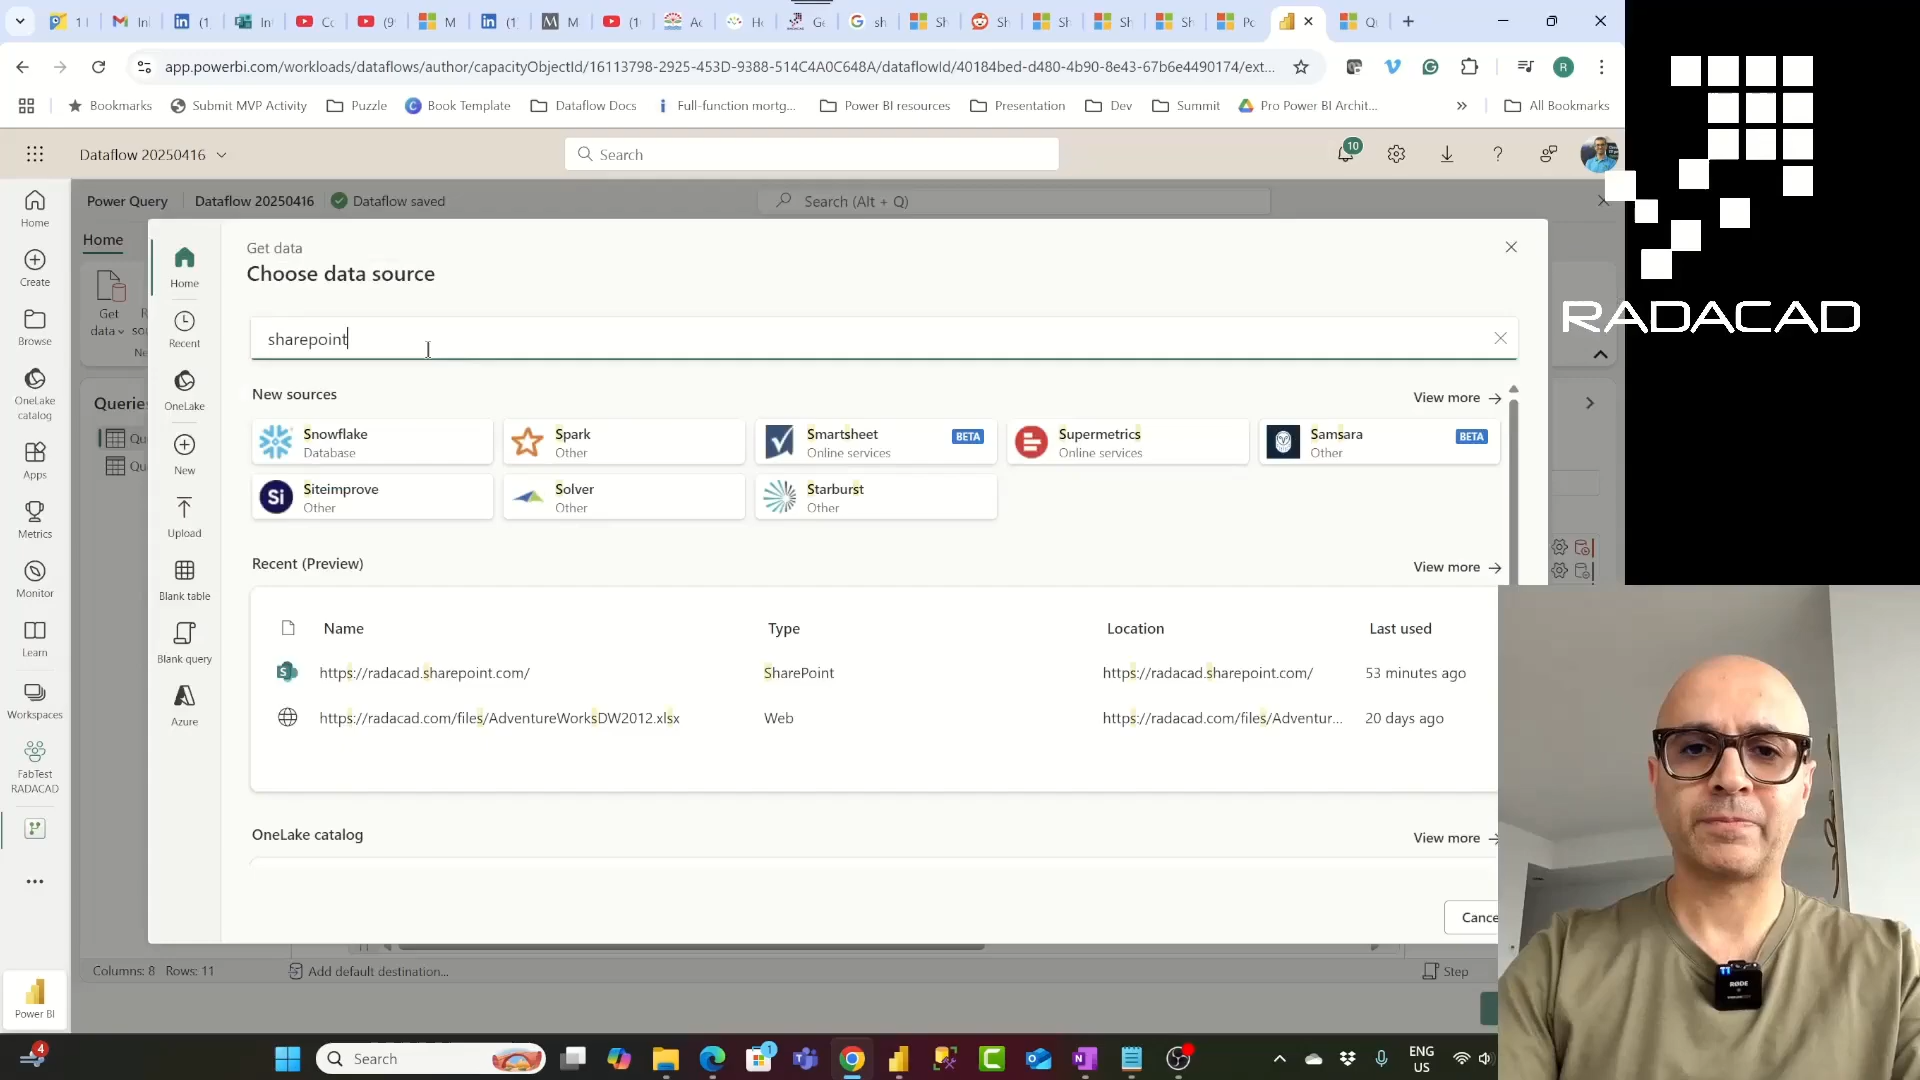 app.powerbi.com/workloads/dataflows/author/capacityObjectId/16113798-2925-453D-9388-514C4A0C648A/dataflowId/40184bed-d480-4b90-8e43-67b6e4490174/ext...
R
Bookmarks
Submit MVP Activity
Puzzle
Book Template
Dataflow Docs
Full-function mortg...
Power BI resources
Presentation
Dev
Summit
Pro Power BI Archit...
All Bookmarks
Dataflow 20250416
Search
10
RADACAD
Home
Create
Browse
OneLake
catalog
Apps
Metrics
Monitor
Learn
Workspaces
FabTest
RADACAD
Power BI
Power Query
Dataflow 20250416
Dataflow saved
Search (Alt + Q)
Home
Get
data
Queries
Home
Recent
OneLake
New
Upload
Blank table
Blank query
Azure
Get data
Choose data source
sharepoint
New sources
View more
Snowflake
Database
Spark
Other
Smartsheet
Online services
BETA
Supermetrics
Online services
Samsara
Other
BETA
Siteimprove
Other
Solver
Other
Starburst
Other
Recent (Preview)
View more
Name Type Location Last used
https://radacad.sharepoint.com/ SharePoint https://radacad.sharepoint.com/ 53 minutes ago
https://radacad.com/files/AdventureWorksDW2012.xlsx Web https://radacad.com/files/Adventur... 20 days ago
OneLake catalog
View more
Columns: 8 Rows: 11
Add default destination...
Step
RØDE
4
Search
1
ENG
US